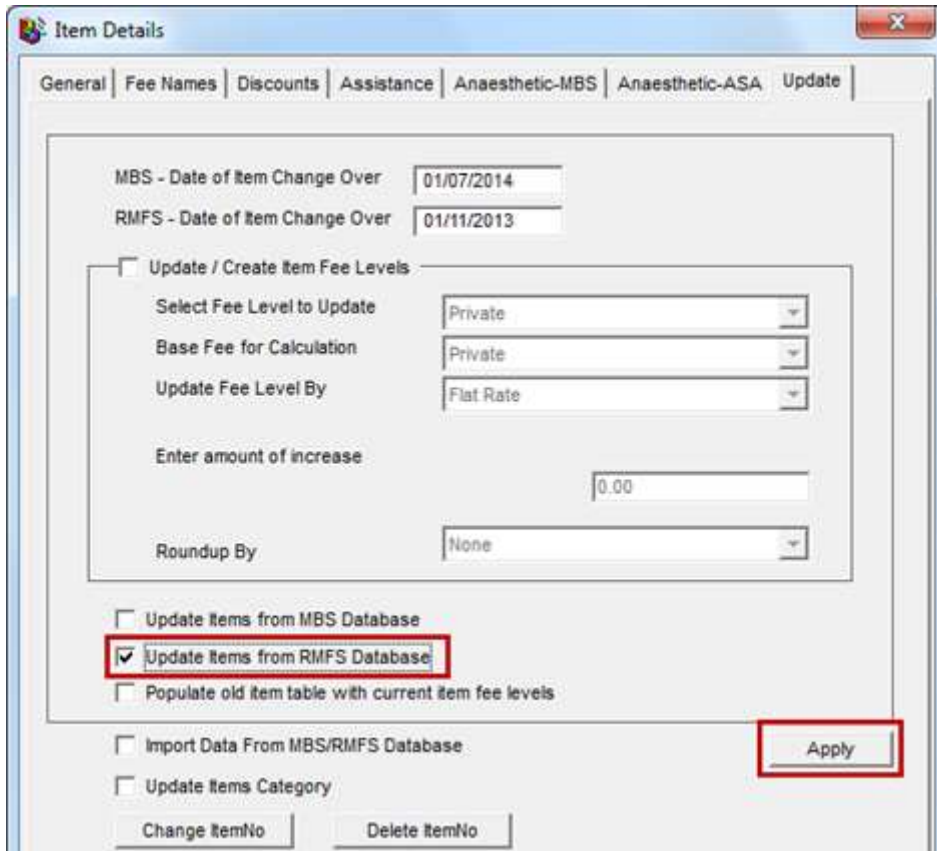 Item Details
General Fee Names Discounts Assistance Anaesthetic-MBS Anaesthetic-ASA Update
MBS - Date of Item Change Over 01/07/2014
RMFS - Date of Item Change Over 01/11/2013
Update / Create Item Fee Levels
Select Fee Level to Update Private
Base Fee for Calculation Private
Update Fee Level By Flat Rate
Enter amount of increase
0.00
Roundup By None
Update Items from MBS Database
Update Items from RMFS Database
Populate old item table with current item fee levels
Import Data From MBS/RMFS Database Apply
Update Items Category
Change ItemNo Delete ItemNo